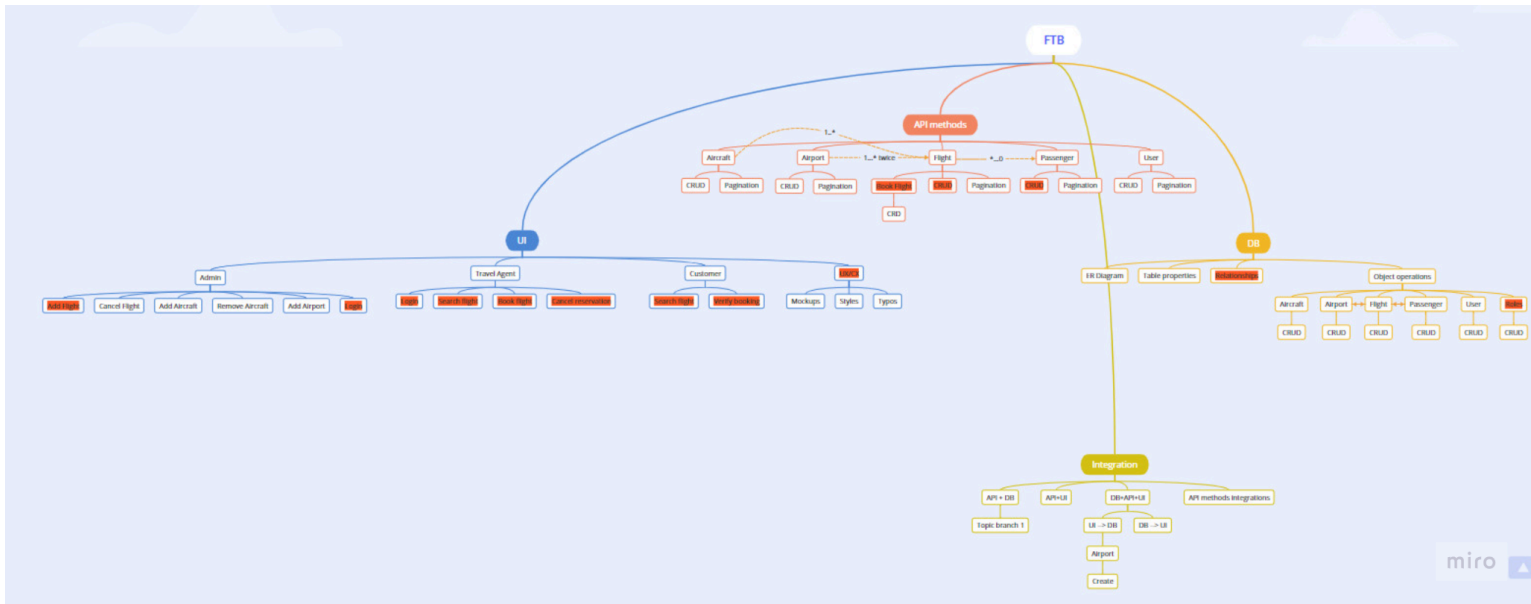 FTB
API methods
1...*
Aircraft
Airport
1...* twice
Flight
*...0
Passenger
User
CRUD
Pagination
CRUD
Pagination
Book Flight
CRUD
Pagination
CRUD
Pagination
CRUD
Pagination
CRD
UI
DB
Admin
Travel Agent
Customer
UI/UX
ER Diagram
Table properties
Relationships
Object operations
Add Flight
Cancel Flight
Add Aircraft
Remove Aircraft
Add Airport
Login
Login
Search flight
Book flight
Cancel reservation
Search flight
Verify booking
Mockups
Styles
Typos
Aircraft
Airport
Flight
Passenger
User
Roles
CRUD
CRUD
CRUD
CRUD
CRUD
CRUD
Integration
API + DB
API+UI
DB+API+UI
API methods integrations
Topic branch 1
UI --> DB
DB --> UI
Airport
Create
miro